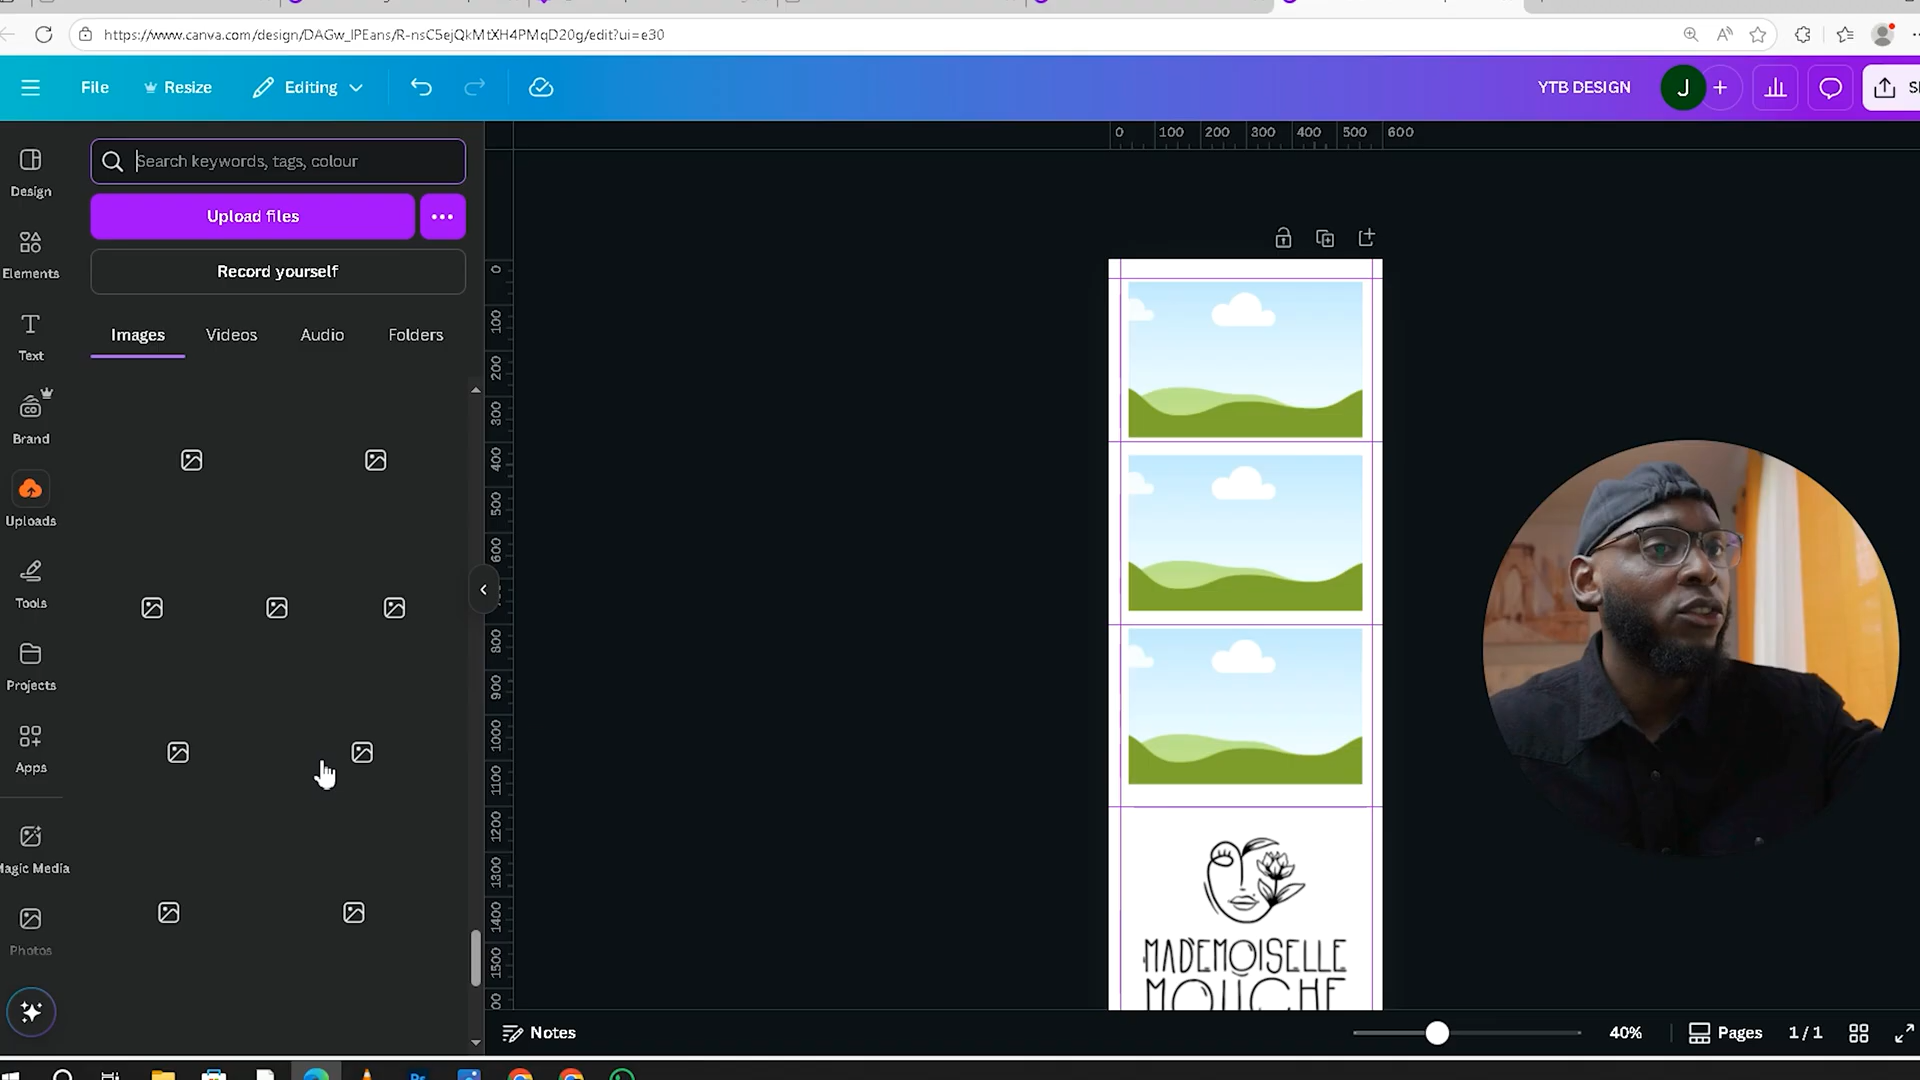 https://www.canva.com/design/DAGw_lPEans/R-nsC5ejQkMtXH4PMqD20g/edit?ui=e30
File
Resize
Editing
YTB DESIGN
J
Search keywords, tags, colour
Upload files
Record yourself
Images
Videos
Audio
Folders
Design
Elements
Text
Brand
Uploads
Tools
Projects
Apps
Magic Media
Photos
0 100 200 300 400 500 600
0
100
200
300
400
500
600
800
900
1000
1100
1200
1300
1400
1500
MADEMOISELLE
MOUCHE
Notes
40%
Pages
1 / 1